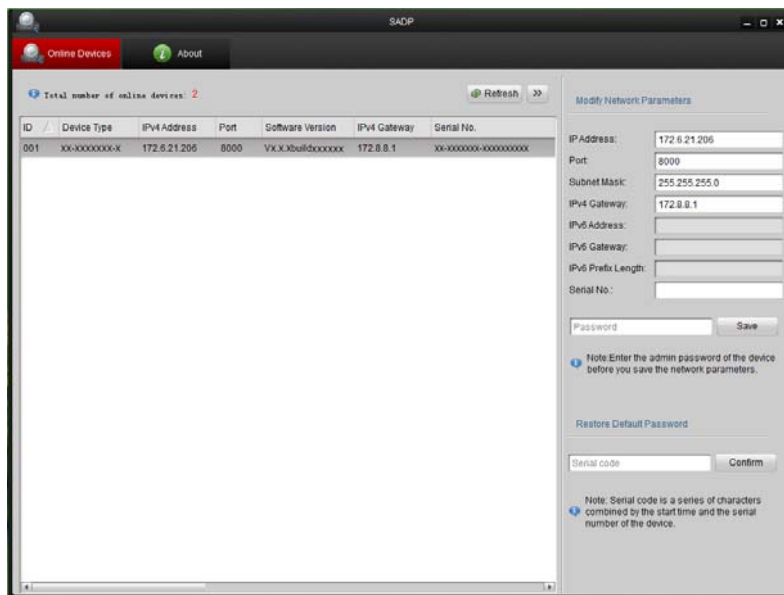 SADP
Online Devices
About
Total number of online devices: 2
Refresh
ID Device Type IPv4 Address Port Software Version IPv4 Gateway Serial No.
001 XX-XXXXXXX-X 172.6.21.206 8000 VX.X.Xbuildxxxxxx 172.8.8.1 XX-XXXXXXX-XXXXXXXXXX
Modify Network Parameters
IP Address: 172.6.21.206
Port: 8000
Subnet Mask: 255.255.255.0
IPv4 Gateway: 172.8.8.1
IPv6 Address:
IPv6 Gateway:
IPv6 Prefix Length:
Serial No.:
Password Save
Note:Enter the admin password of the device
before you save the network parameters.
Restore Default Password
Serial code Confirm
Note: Serial code is a series of characters
combined by the start time and the serial
number of the device.